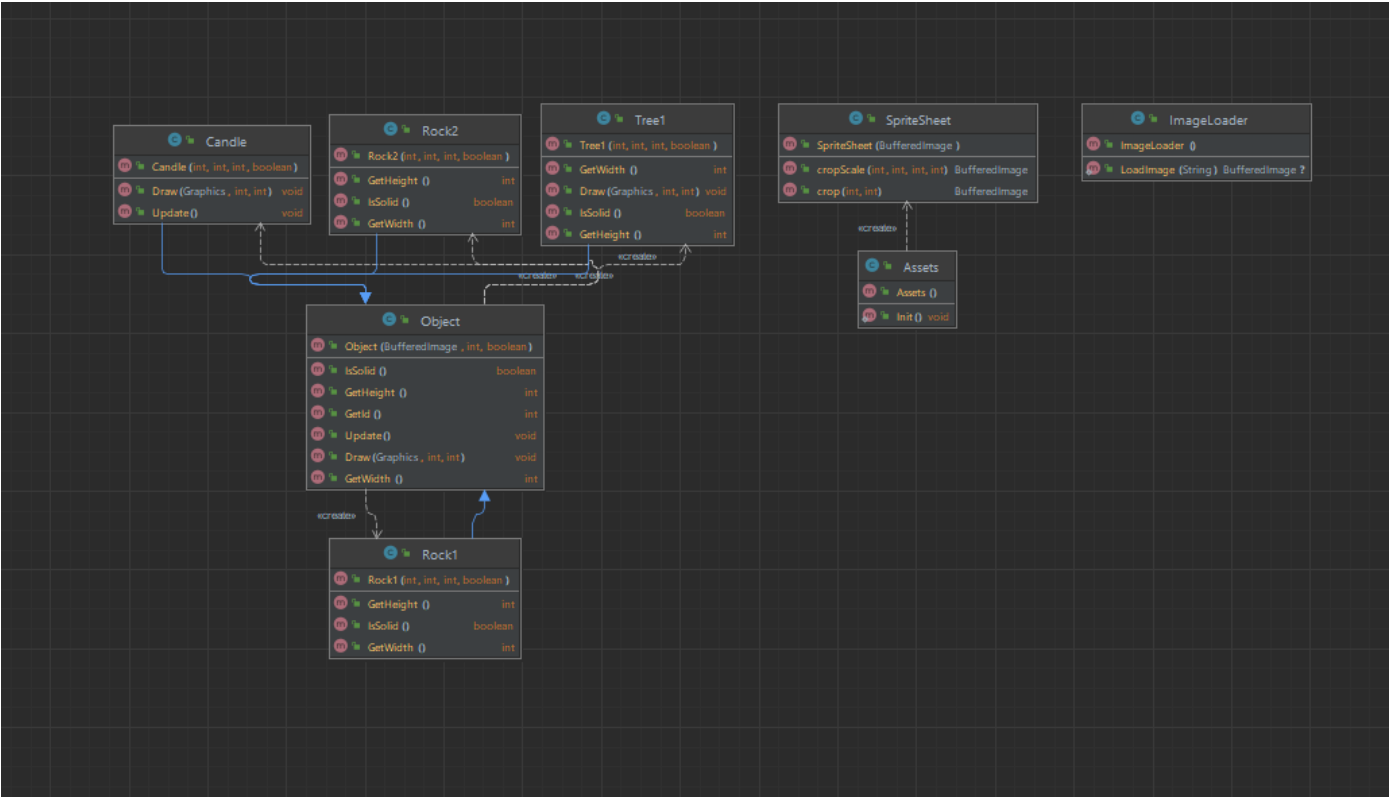 Candle
Candle (int, int, int, boolean)
Draw (Graphics, int, int) void
Update () void
Rock2
Rock2 (int, int, int, boolean)
GetHeight () int
IsSolid () boolean
GetWidth () int
Tree1
Tree1 (int, int, int, boolean)
GetWidth () int
Draw (Graphics, int, int) void
IsSolid () boolean
GetHeight () int
SpriteSheet
SpriteSheet (BufferedImage)
cropScale (int, int, int, int) BufferedImage
crop (int, int) BufferedImage
ImageLoader
ImageLoader ()
LoadImage (String) BufferedImage ?
«create»
«create»
«create»
«create»
Assets
Assets ()
Init () void
Object
Object (BufferedImage, int, boolean)
IsSolid () boolean
GetHeight () int
GetId () int
Update () void
Draw (Graphics, int, int) void
GetWidth () int
«create»
Rock1
Rock1 (int, int, int, boolean)
GetHeight () int
IsSolid () boolean
GetWidth () int